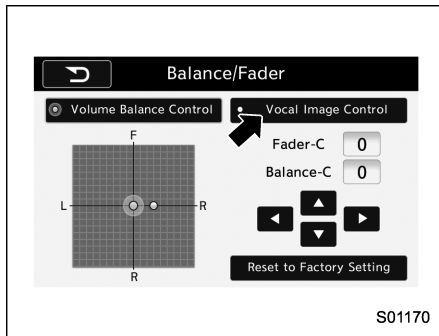 Balance/Fader
Volume Balance Control
Vocal Image Control
F
L
R
R
Fader-C 0
Balance-C 0
Reset to Factory Setting
S01170